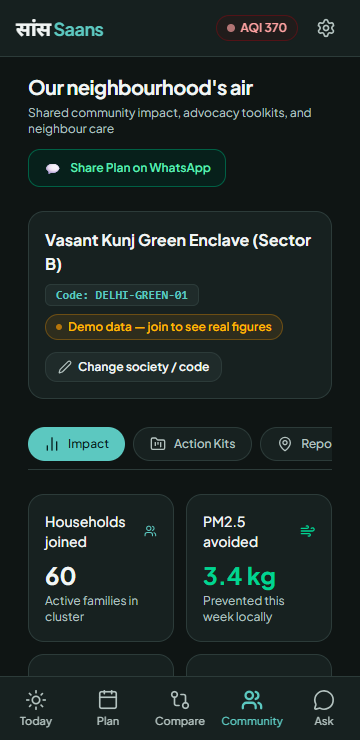 सांस Saans
AQI 370
Our neighbourhood's air
Shared community impact, advocacy toolkits, and
neighbour care
Share Plan on WhatsApp
Vasant Kunj Green Enclave (Sector
B)
Code: DELHI-GREEN-01
Demo data — join to see real figures
Change society / code
Impact
Action Kits
Repo
Households
joined
60
Active families in
cluster
PM2.5
avoided
3.4 kg
Prevented this
week locally
Today
Plan
Compare
Community
Ask